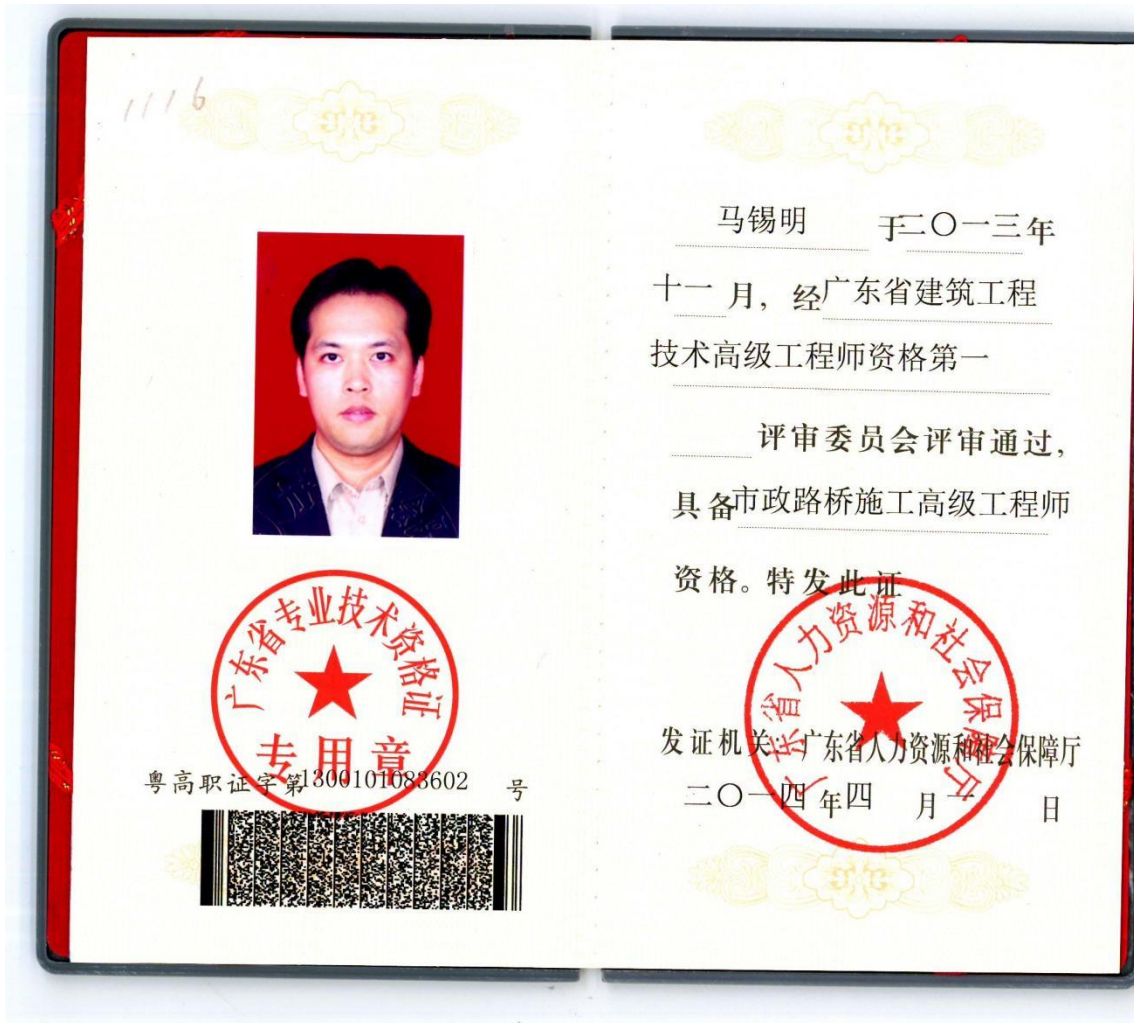 1116
广东省专业技术资格证
专用章
粤高职证字第1300101083602 号
马锡明 于二〇一三年
十一月，经广东省建筑工程
技术高级工程师资格第一
评审委员会评审通过，
具备市政路桥施工高级工程师
资格。特发此证
广东省人力资源和社会保障厅
发证机关：广东省人力资源和社会保障厅
二〇一四年四月一日